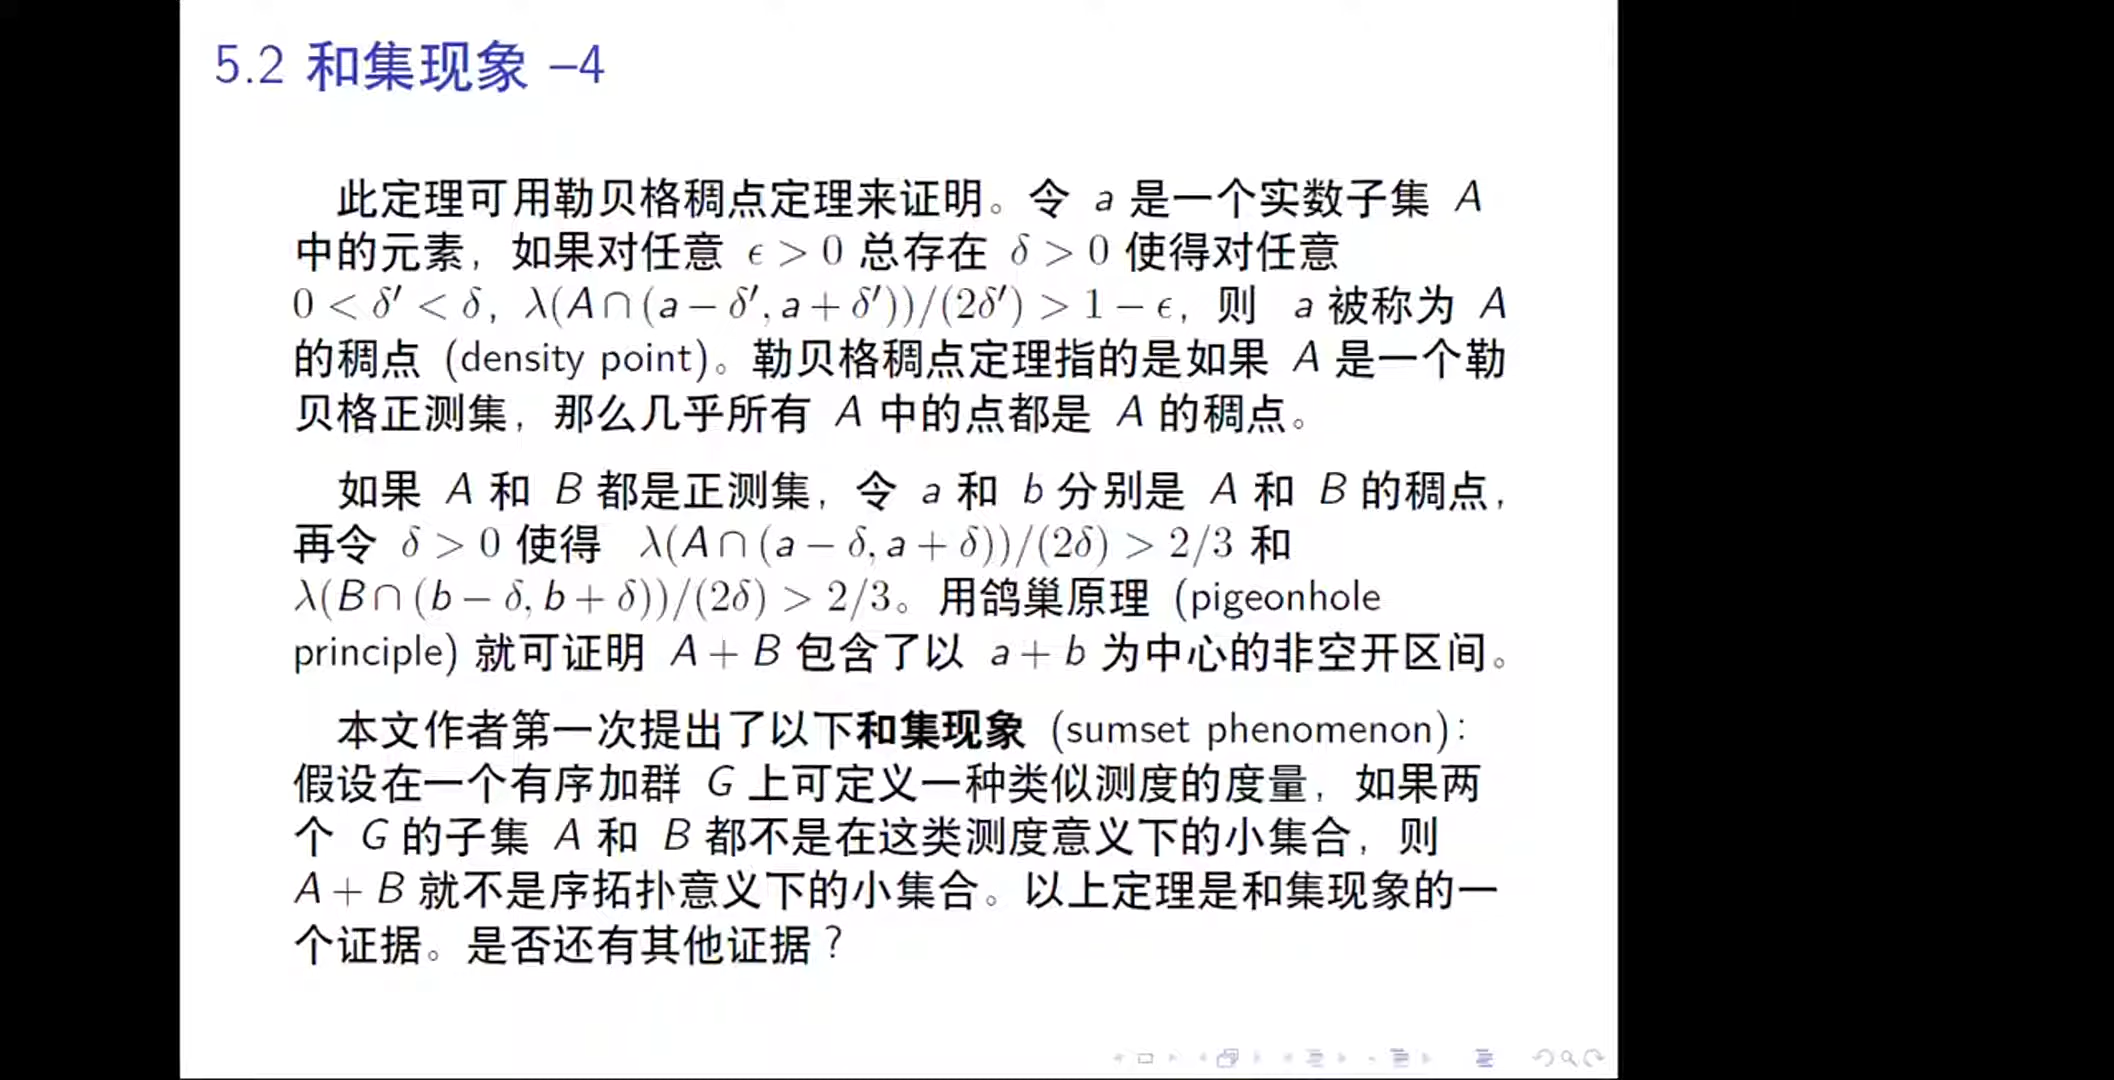 5.2 和集现象 –4
此定理可用勒贝格稠点定理来证明。令 a 是一个实数子集 A
中的元素，如果对任意 ϵ > 0 总存在 δ > 0 使得对任意
0 < δ′ < δ，λ(A ∩ (a − δ′, a + δ′))/(2δ′) > 1 − ϵ，则 a 被称为 A
的稠点 (density point)。勒贝格稠点定理指的是如果 A 是一个勒
贝格正测集，那么几乎所有 A 中的点都是 A 的稠点。
如果 A 和 B 都是正测集，令 a 和 b 分别是 A 和 B 的稠点，
再令 δ > 0 使得 λ(A ∩ (a − δ, a + δ))/(2δ) > 2/3 和
λ(B ∩ (b − δ, b + δ))/(2δ) > 2/3。用鸽巢原理 (pigeonhole
principle) 就可证明 A + B 包含了以 a + b 为中心的非空开区间。
本文作者第一次提出了以下和集现象 (sumset phenomenon)：
假设在一个有序加群 G 上可定义一种类似测度的度量，如果两
个 G 的子集 A 和 B 都不是在这类测度意义下的小集合，则
A + B 就不是序拓扑意义下的小集合。以上定理是和集现象的一
个证据。是否还有其他证据？